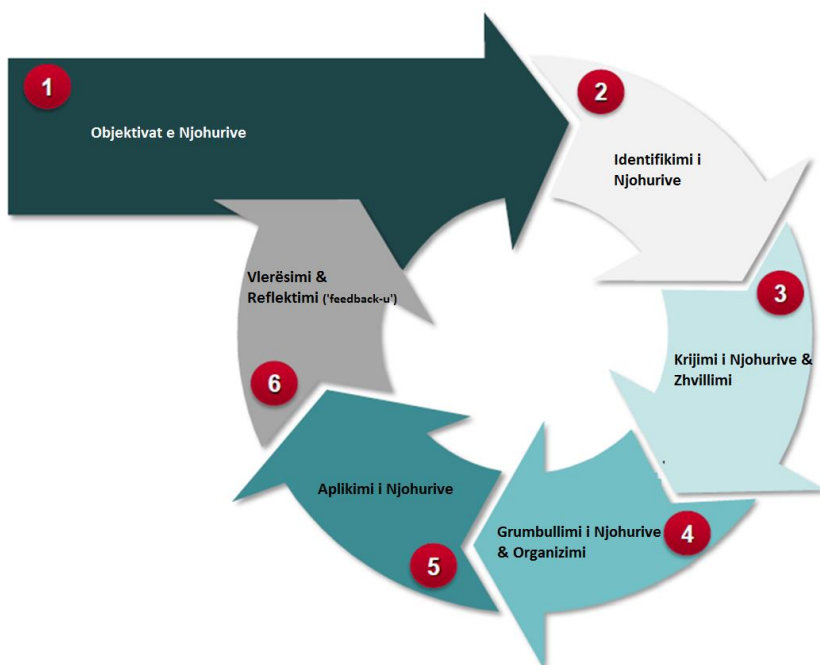 1
Objektivat e Njohurive
2
Identifikimi i
Njohurive
3
Krijimi i Njohurive &
Zhvillimi
4
Grumbullimi i Njohurive
& Organizimi
5
Aplikimi i Njohurive
6
Vlerësimi &
Reflektimi ('feedback-u')